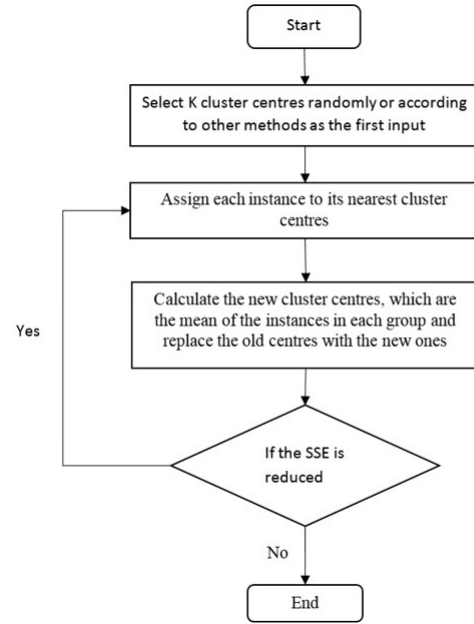 Start
Select K cluster centres randomly or according
to other methods as the first input
Assign each instance to its nearest cluster
centres
Calculate the new cluster centres, which are
the mean of the instances in each group and
replace the old centres with the new ones
Yes
If the SSE is
reduced
No
End